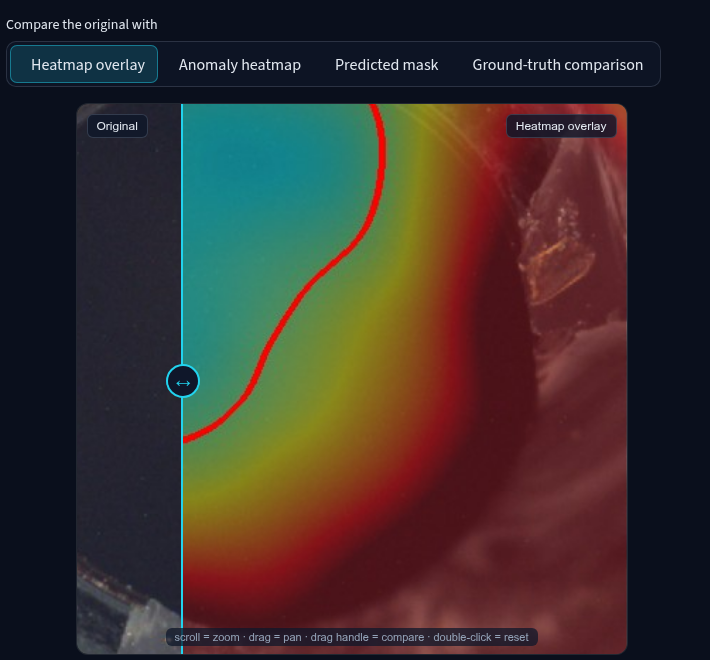 Compare the original with
Heatmap overlay
Anomaly heatmap
Predicted mask
Ground-truth comparison
Original
Heatmap overlay
scroll = zoom · drag = pan · drag handle = compare · double-click = reset